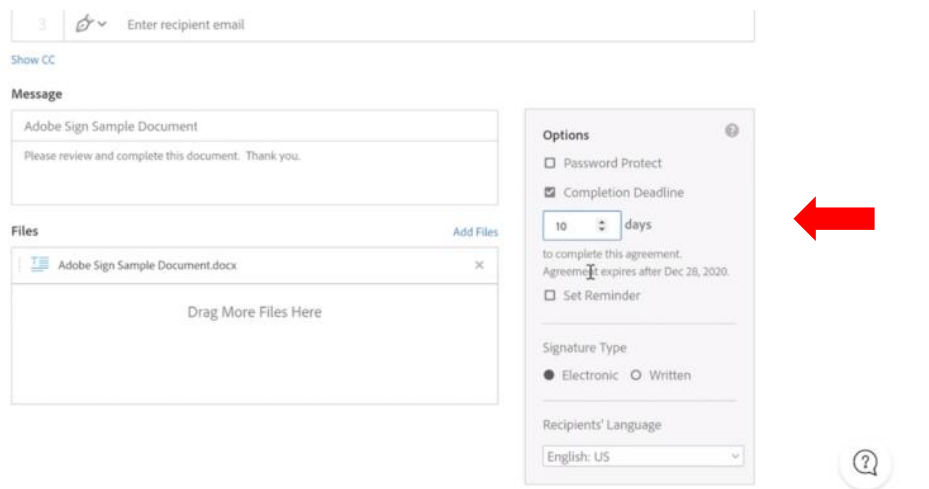 3 Enter recipient email
Show CC
Message
Adobe Sign Sample Document
Please review and complete this document. Thank you.
Files
Add Files
Adobe Sign Sample Document.docx
Drag More Files Here
Options
Password Protect
Completion Deadline
10 days
to complete this agreement.
Agreement expires after Dec 28, 2020.
Set Reminder
Signature Type
Electronic Written
Recipients' Language
English: US